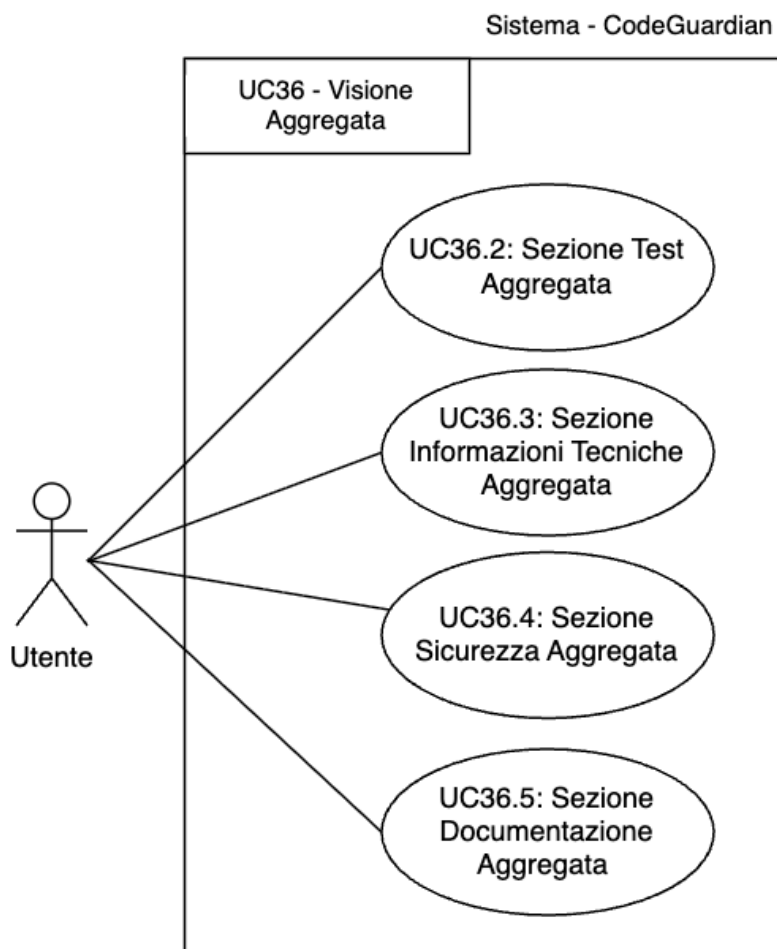 Sistema - CodeGuardian
UC36 - Visione
Aggregata
UC36.2: Sezione Test
Aggregata
UC36.3: Sezione
Informazioni Tecniche
Aggregata
UC36.4: Sezione
Sicurezza Aggregata
Utente
UC36.5: Sezione
Documentazione
Aggregata